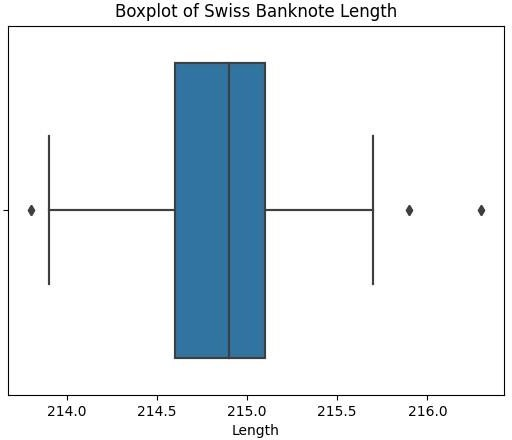 Boxplot of Swiss Banknote Length
214.0 214.5 215.0 215.5 216.0
Length